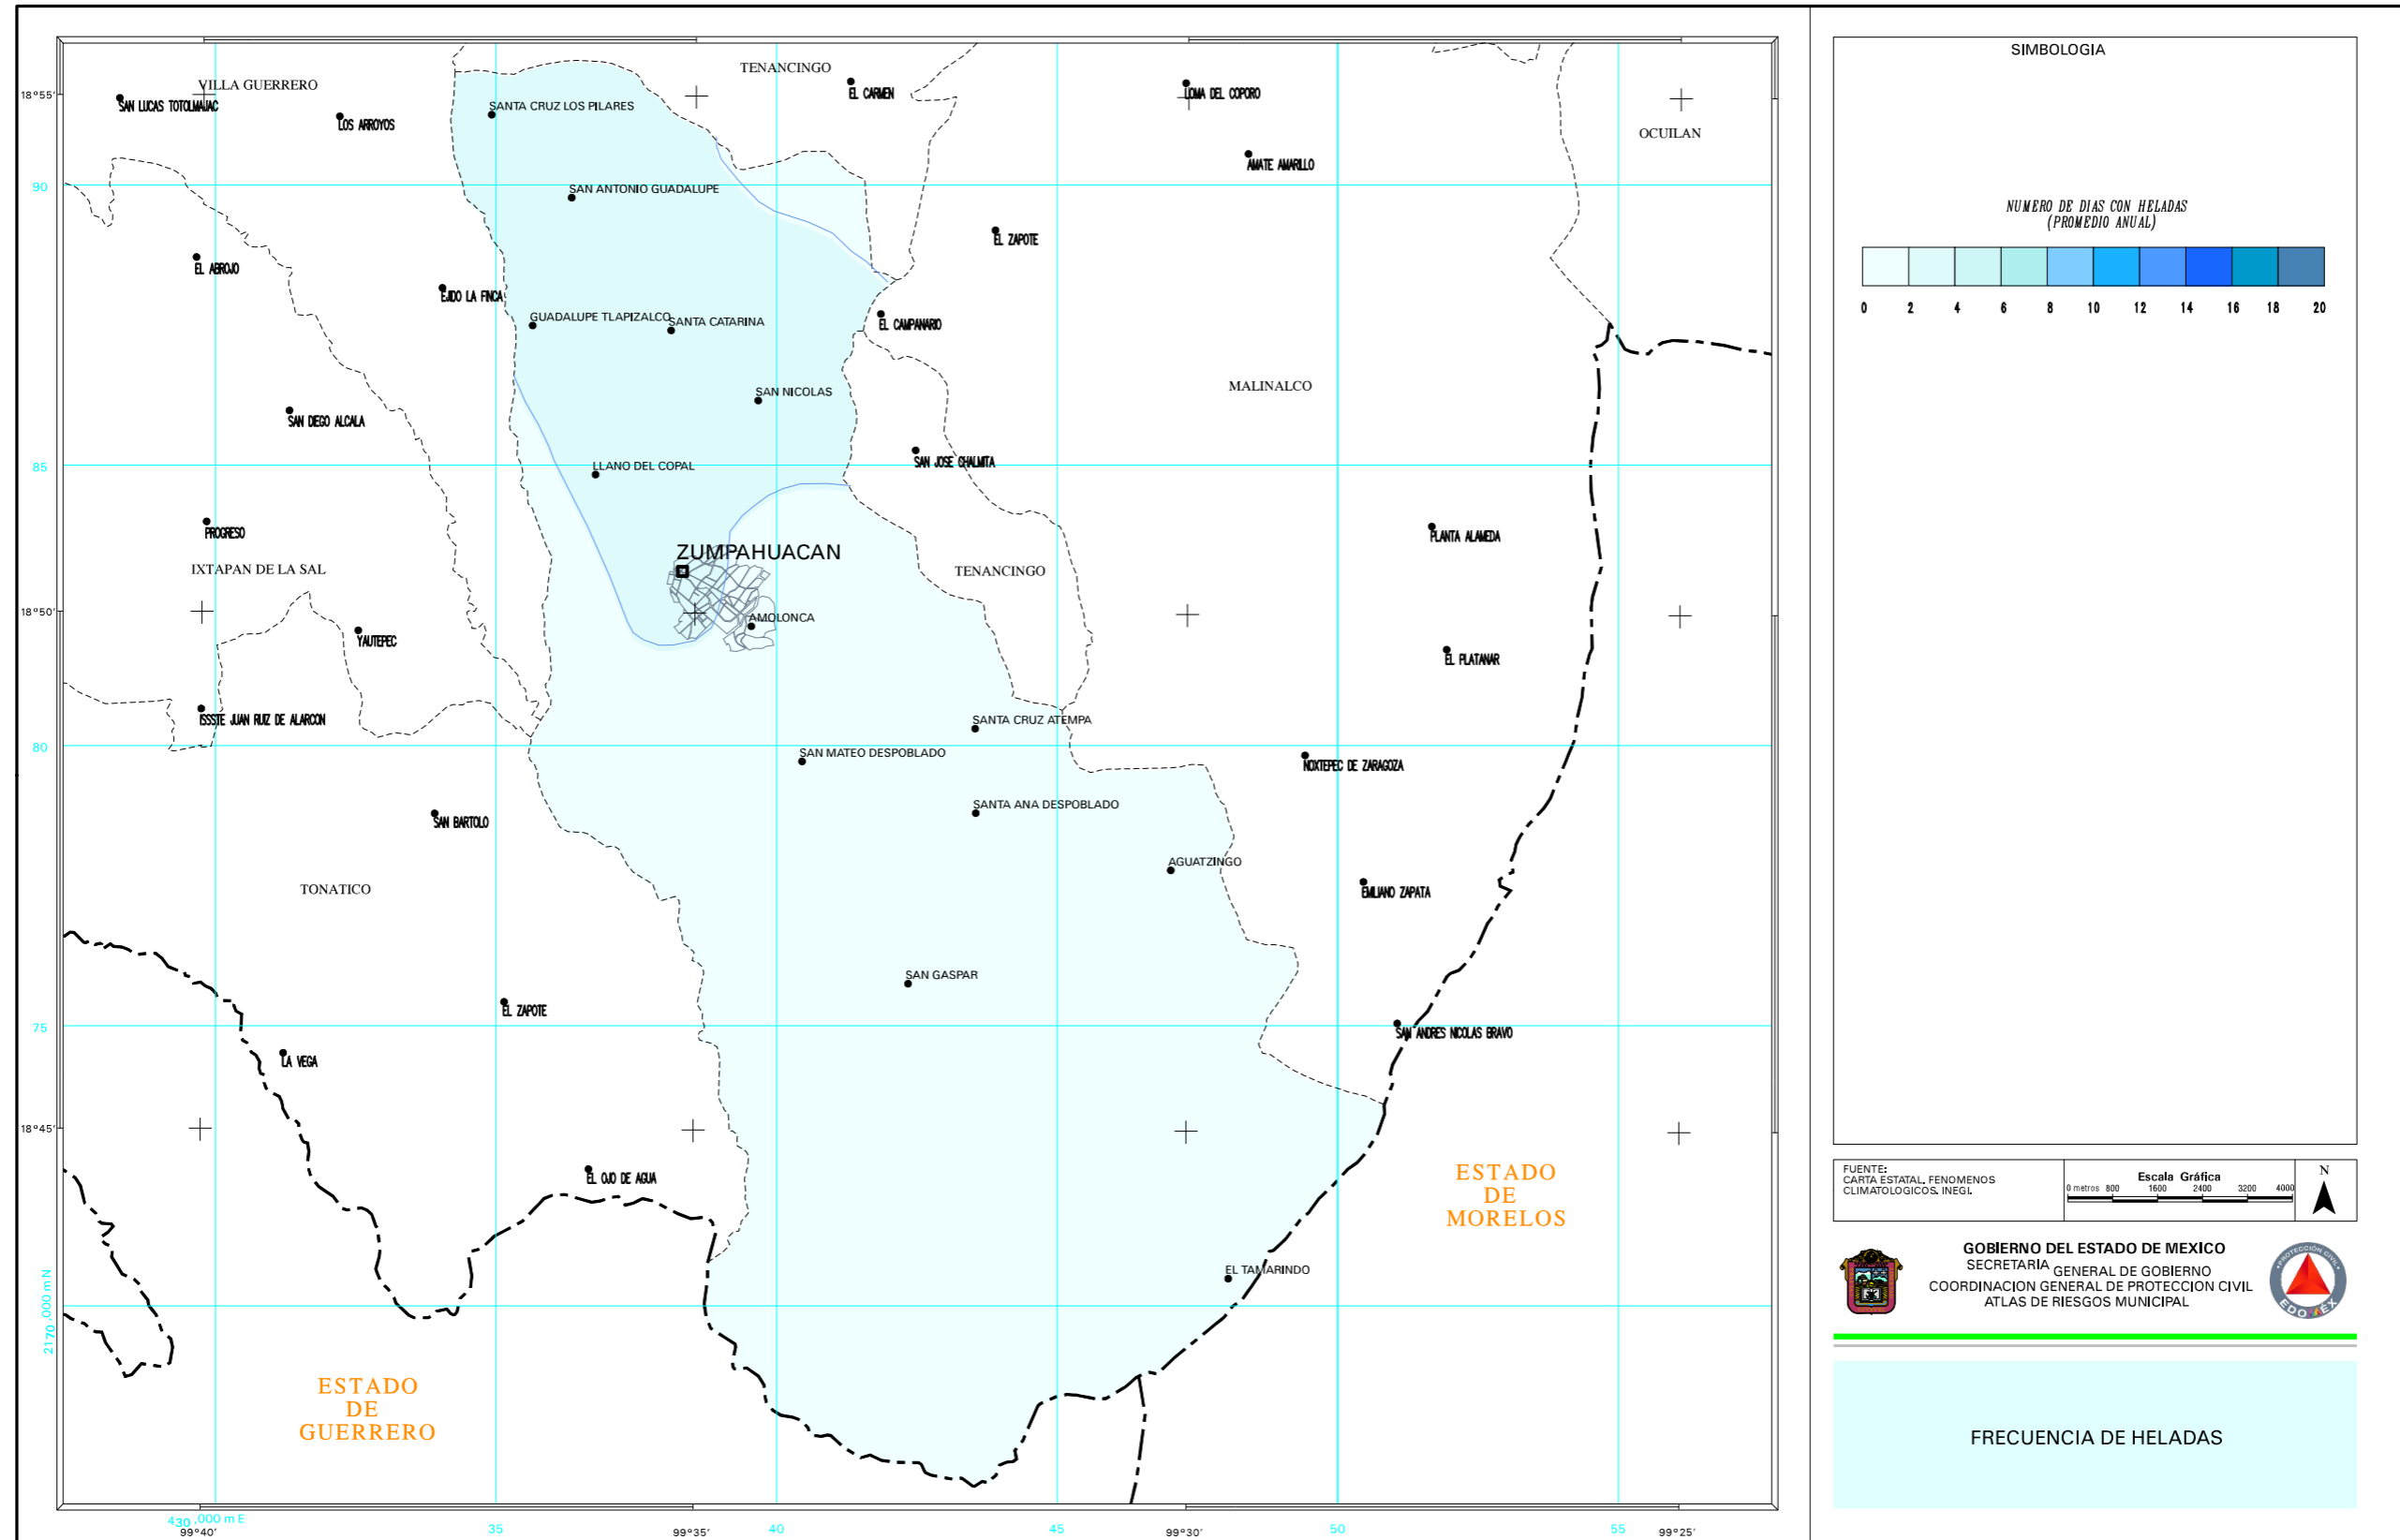 VILLA GUERRERO
TENANCINGO
18°55'
SAN LUCAS TOTOLMAJAC
LOS ARROYOS
SANTA CRUZ LOS PILARES
EL CARMEN
LOMA DEL COPORO
OCUILAN
AMATE AMARILLO
90
SAN ANTONIO GUADALUPE
EL ZAPOTE
EL ABROJO
EJIDO LA FINCA
GUADALUPE TLAPIZALCO
SANTA CATARINA
EL CAMPANARIO
MALINALCO
SAN NICOLAS
SAN DIEGO ALCALA
85
LLANO DEL COPAL
SAN JOSE CHALMITA
PROGRESO
PLANTA ALAMEDA
ZUMPAHUACAN
IXTAPAN DE LA SAL
TENANCINGO
18°50'
AMOLONCA
YAUTEPEC
EL PLATANAR
ISSSTE JUAN RUIZ DE ALARCON
SANTA CRUZ ATEMPA
80
SAN MATEO DESPOBLADO
NOXTEPEC DE ZARAGOZA
SANTA ANA DESPOBLADO
SAN BARTOLO
AGUATZINGO
EMILIANO ZAPATA
TONATICO
SAN GASPAR
EL ZAPOTE
75
SAN ANDRES NICOLAS BRAVO
LA VEGA
18°45'
EL OJO DE AGUA
ESTADO
DE
MORELOS
EL TAMARINDO
2170,000 m N
ESTADO
DE
GUERRERO
430,000 m E
35
40
45
50
55
99°40'
99°35'
99°30'
99°25'
SIMBOLOGIA
NUMERO DE DIAS CON HELADAS
(PROMEDIO ANUAL)
0 2 4 6 8 10 12 14 16 18 20
FUENTE:
CARTA ESTATAL. FENOMENOS
CLIMATOLOGICOS. INEGI.
Escala Gráfica
0 metros 800 1600 2400 3200 4000
N
GOBIERNO DEL ESTADO DE MEXICO
SECRETARIA GENERAL DE GOBIERNO
COORDINACION GENERAL DE PROTECCION CIVIL
ATLAS DE RIESGOS MUNICIPAL
PROTECCIÓN CIVIL
EDOMÉX
FRECUENCIA DE HELADAS